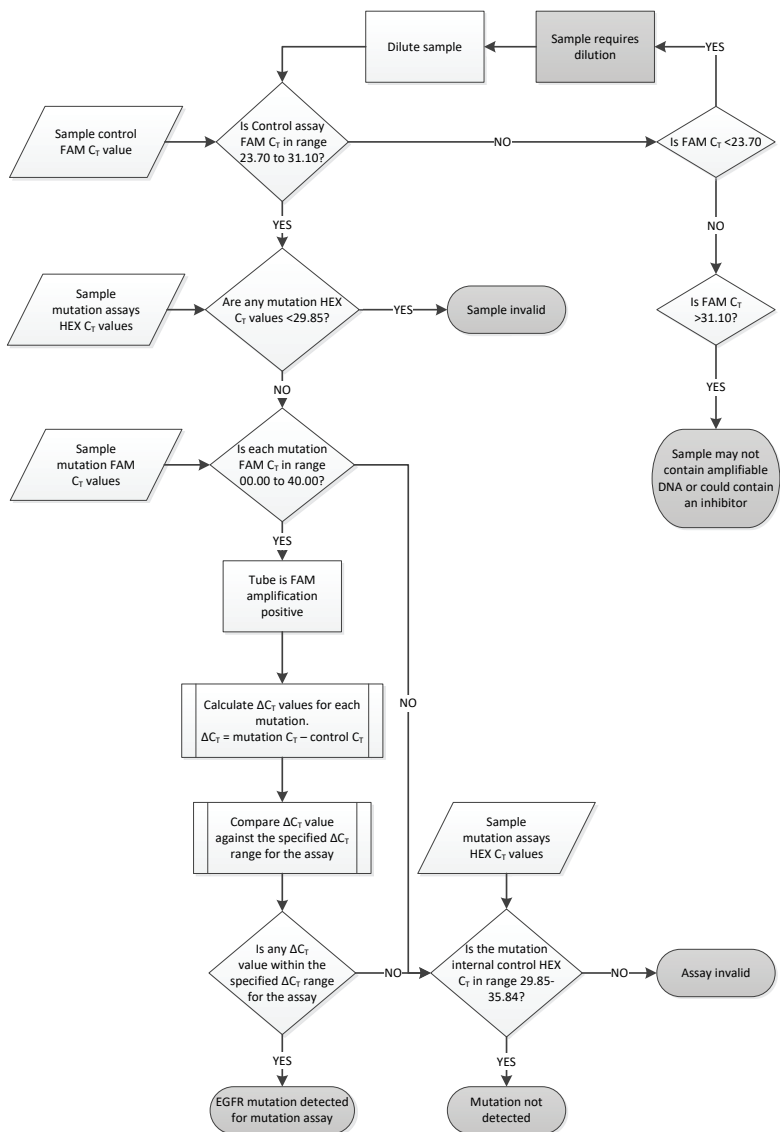 Dilute sample
Sample requires
dilution
YES
Sample control
FAM CT value
Is Control assay
FAM CT in range
23.70 to 31.10?
NO
Is FAM CT <23.70
YES
NO
Sample
mutation assays
HEX CT values
Are any mutation HEX
CT values <29.85?
YES
Sample invalid
Is FAM CT
>31.10?
NO
YES
Sample
mutation FAM
CT values
Is each mutation
FAM CT in range
00.00 to 40.00?
Sample may not
contain amplifiable
DNA or could contain
an inhibitor
YES
Tube is FAM
amplification
positive
NO
Calculate ΔCT values for each
mutation.
ΔCT = mutation CT – control CT
Compare ΔCT value
against the specified ΔCT
range for the assay
Sample
mutation assays
HEX CT values
Is any ΔCT
value within the
specified ΔCT range
for the assay
NO
Is the mutation
internal control HEX
CT in range 29.85-
35.84?
NO
Assay invalid
YES
YES
EGFR mutation detected
for mutation assay
Mutation not
detected